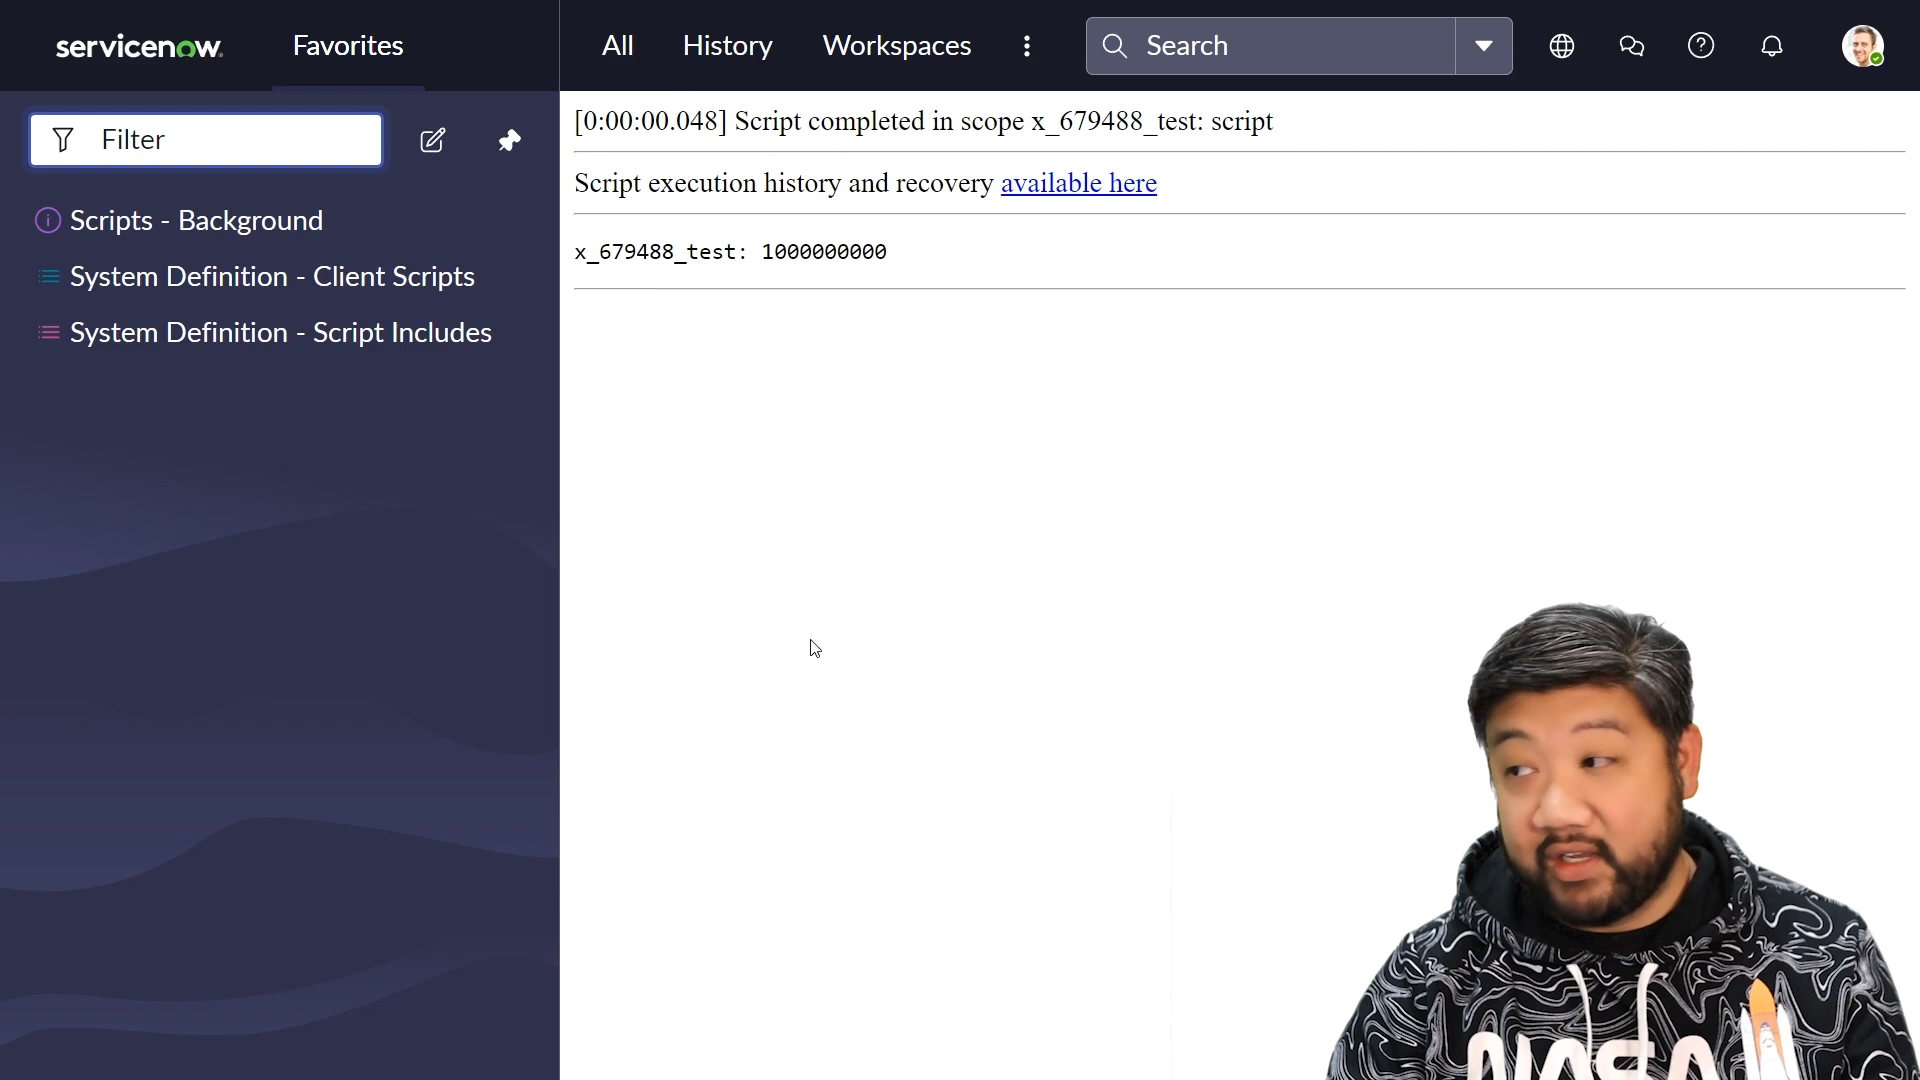 servicenow
Favorites
All
History
Workspaces
Search
Filter
Scripts - Background
System Definition - Client Scripts
System Definition - Script Includes
[0:00:00.048] Script completed in scope x_679488_test: script
Script execution history and recovery available here
x_679488_test: 1000000000
NASA